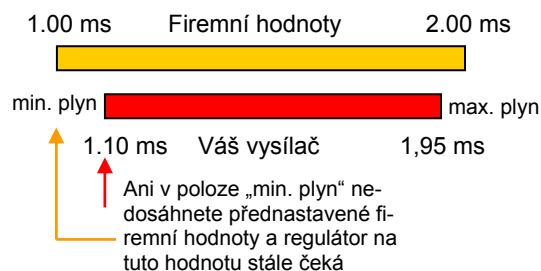 1.00 ms Firemní hodnoty 2.00 ms
min. plyn max. plyn
1.10 ms Váš vysílač 1,95 ms
Ani v poloze „min. plyn“ ne-
dosáhnete přednastavené fi-
remní hodnoty a regulátor na
tuto hodnotu stále čeká